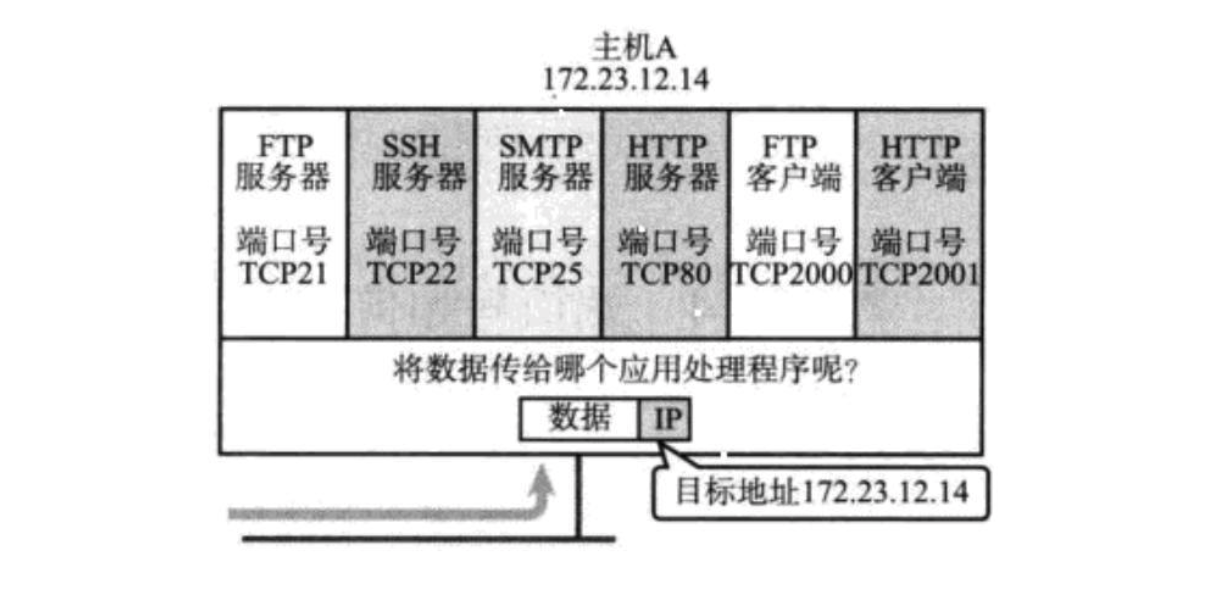 主机A
172.23.12.14
FTP
服务器
端口号
TCP21
SSH
服务器
端口号
TCP22
SMTP
服务器
端口号
TCP25
HTTP
服务器
端口号
TCP80
FTP
客户端
端口号
TCP2000
HTTP
客户端
端口号
TCP2001
将数据传给哪个应用处理程序呢?
数据 IP
目标地址172.23.12.14